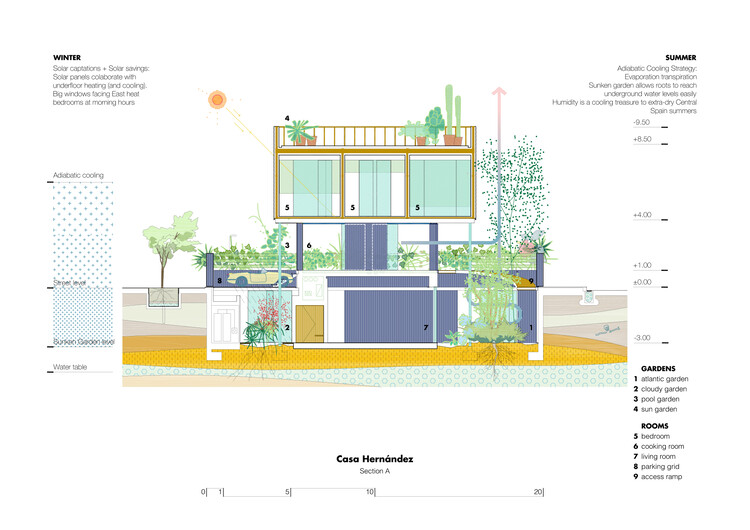 WINTER
Solar captations + Solar savings:
Solar panels colaborate with
underfloor heating (and cooling).
Big windows facing East heat
bedrooms at morning hours
SUMMER
Adiabatic Cooling Strategy:
Evaporation transpiration
Sunken garden allows roots to reach
underground water levels easily
Humidity is a cooling treasure to extra-dry Central
Spain summers
4
-9.50
+8.50
Adiabatic cooling
5
5
5
+4.00
3
6
+1.00
8
9
Street level
±0.00
2
7
1
Sunken Garden level
-3.00
Water table
GARDENS
1 atlantic garden
2 cloudy garden
3 pool garden
4 sun garden
ROOMS
5 bedroom
6 cooking room
7 living room
8 parking grid
9 access ramp
Casa Hernández
Section A
0 1 5 10 20